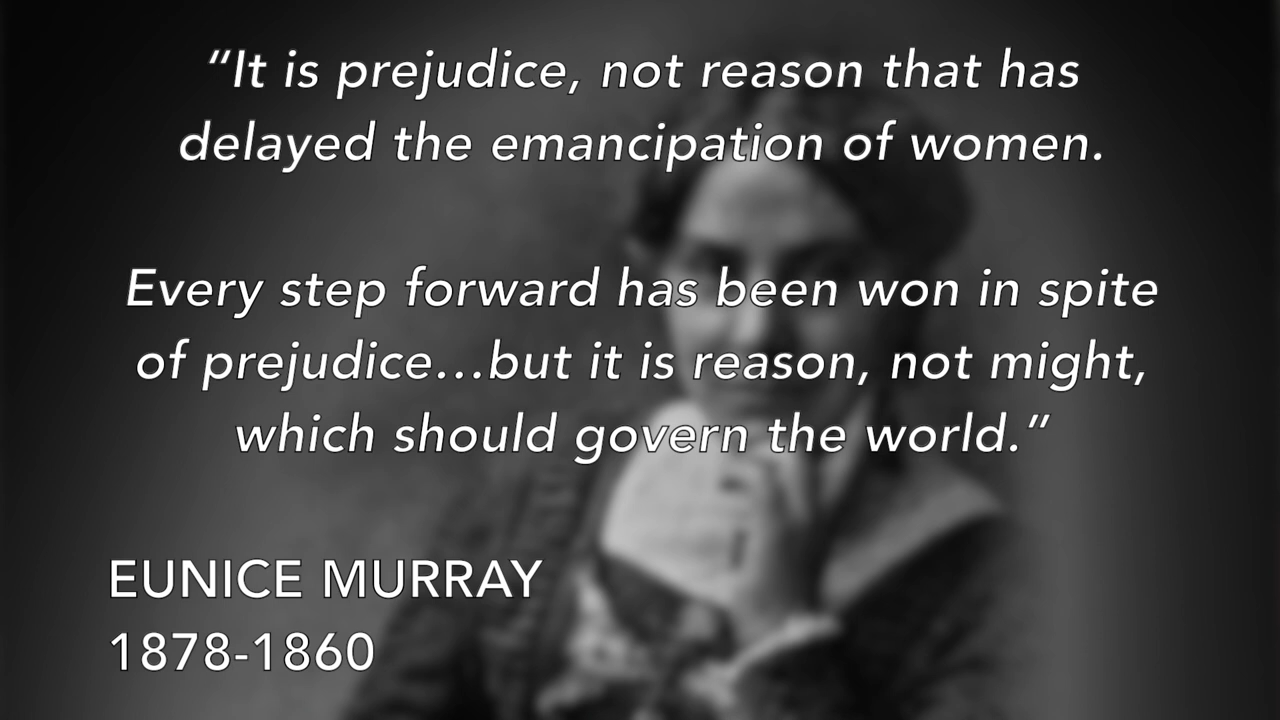 “It is prejudice, not reason that has
delayed the emancipation of women.
Every step forward has been won in spite
of prejudice...but it is reason, not might,
which should govern the world.”
EUNICE MURRAY
1878-1860